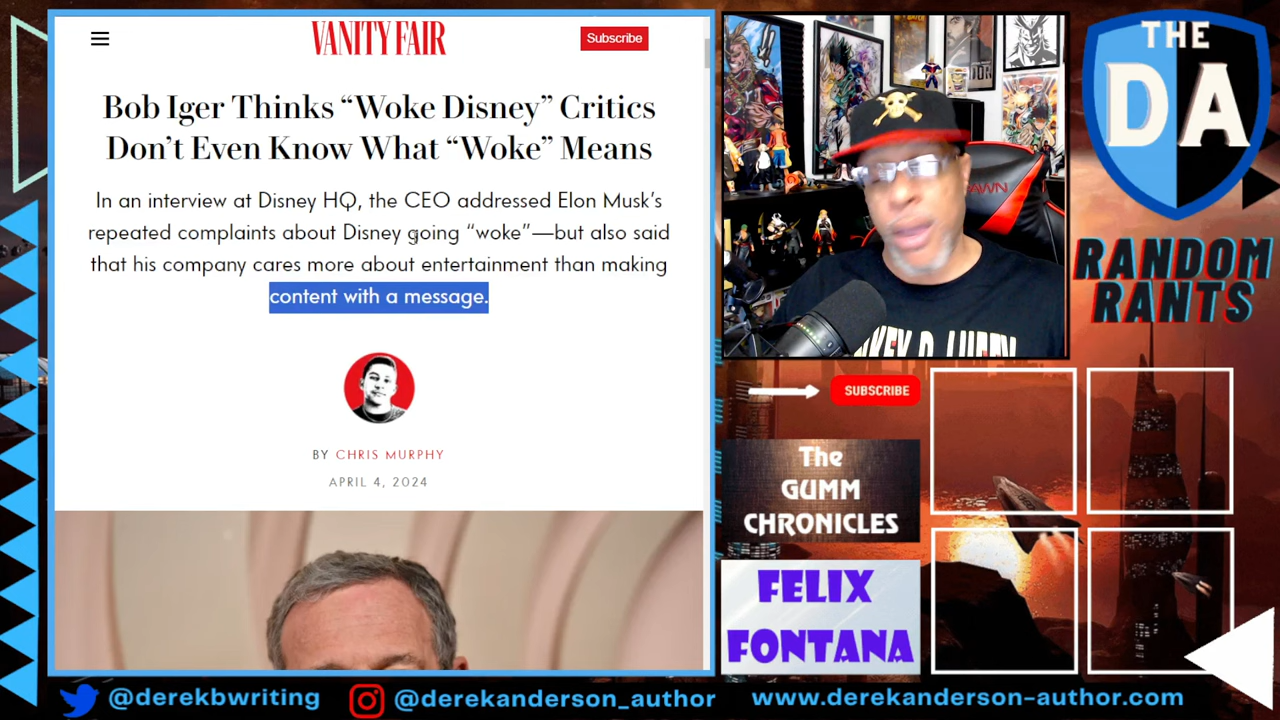 VANITY FAIR
Subscribe
Bob Iger Thinks “Woke Disney” Critics
Don’t Even Know What “Woke” Means
In an interview at Disney HQ, the CEO addressed Elon Musk’s
repeated complaints about Disney going “woke”—but also said
that his company cares more about entertainment than making
content with a message.
BY CHRIS MURPHY
APRIL 4, 2024
THE
DA
RANDOM
RANTS
SUBSCRIBE
The
GUMM
CHRONICLES
FELIX
FONTANA
@derekbwriting
@derekanderson_author
www.derekanderson-author.com